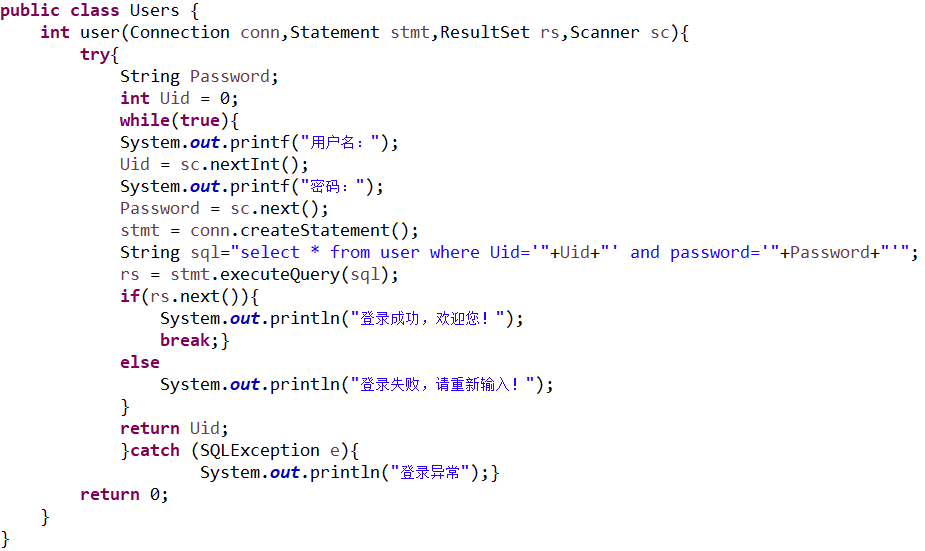 public class Users {
    int user(Connection conn,Statement stmt,ResultSet rs,Scanner sc){
        try{
            String Password;
            int Uid = 0;
            while(true){
            System.out.printf("用户名：");
            Uid = sc.nextInt();
            System.out.printf("密码：");
            Password = sc.next();
            stmt = conn.createStatement();
            String sql="select * from user where Uid='"+Uid+"' and password='"+Password+"'";
            rs = stmt.executeQuery(sql);
            if(rs.next()){
                System.out.println("登录成功，欢迎您！");
                break;}
            else
                System.out.println("登录失败，请重新输入！");
            }
            return Uid;
            }catch (SQLException e){
                    System.out.println("登录异常");}
        return 0;
    }
}